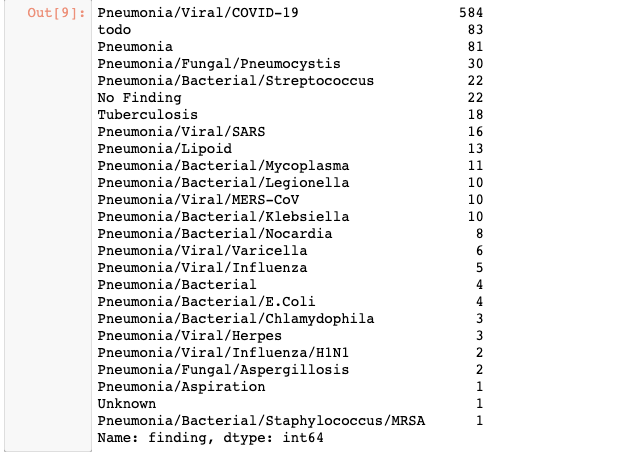 Out[9]: Pneumonia/Viral/COVID-19 584
todo 83
Pneumonia 81
Pneumonia/Fungal/Pneumocystis 30
Pneumonia/Bacterial/Streptococcus 22
No Finding 22
Tuberculosis 18
Pneumonia/Viral/SARS 16
Pneumonia/Lipoid 13
Pneumonia/Bacterial/Mycoplasma 11
Pneumonia/Bacterial/Legionella 10
Pneumonia/Viral/MERS-CoV 10
Pneumonia/Bacterial/Klebsiella 10
Pneumonia/Bacterial/Nocardia 8
Pneumonia/Viral/Varicella 6
Pneumonia/Viral/Influenza 5
Pneumonia/Bacterial 4
Pneumonia/Bacterial/E.Coli 4
Pneumonia/Bacterial/Chlamydophila 3
Pneumonia/Viral/Herpes 3
Pneumonia/Viral/Influenza/H1N1 2
Pneumonia/Fungal/Aspergillosis 2
Pneumonia/Aspiration 1
Unknown 1
Pneumonia/Bacterial/Staphylococcus/MRSA 1
Name: finding, dtype: int64